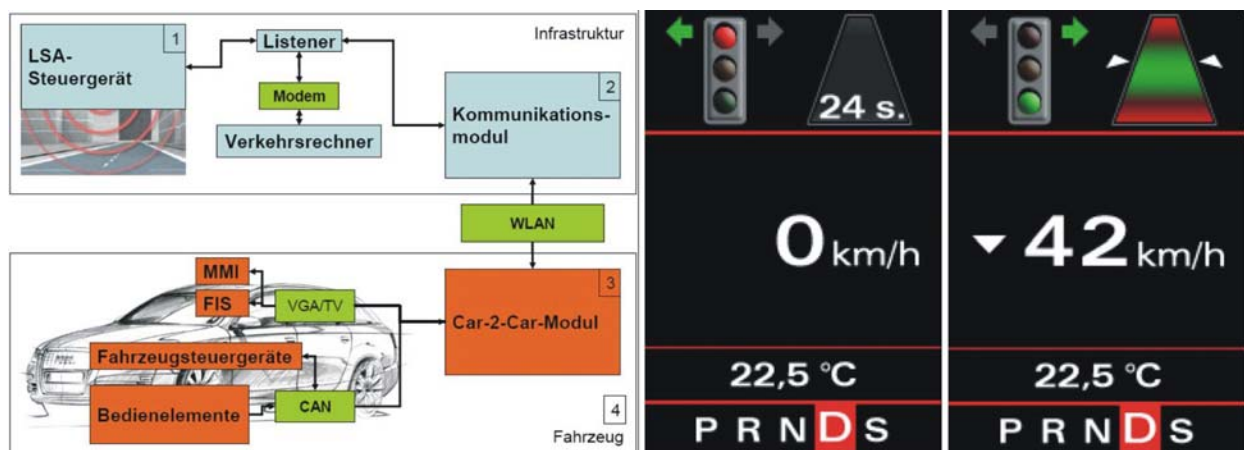 1
LSA-
Steuergerät
Listener
Infrastruktur
Modem
Verkehrsrechner
2
Kommunikations-
modul
WLAN
MMI
FIS
VGA/TV
3
Car-2-Car-Modul
Fahrzeugsteuergeräte
Bedienelemente
CAN
4
Fahrzeug
24 s.
0 km/h
22,5 °C
P R N D S
42 km/h
22,5 °C
P R N D S